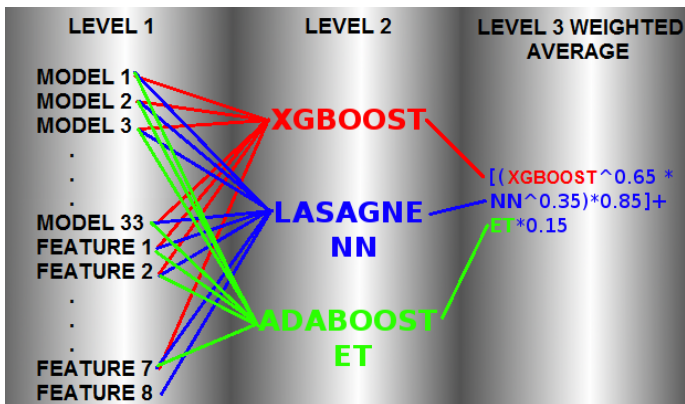 LEVEL 1
MODEL 1
MODEL 2
MODEL 3
.
.
.
MODEL 33
FEATURE 1
FEATURE 2
.
.
.
FEATURE 7
FEATURE 8
LEVEL 2
XGBOOST
LASAGNE
NN
ADABOOST
ET
LEVEL 3 WEIGHTED
AVERAGE
[(XGBOOST^0.65 *
NN^0.35)*0.85]+
ET*0.15